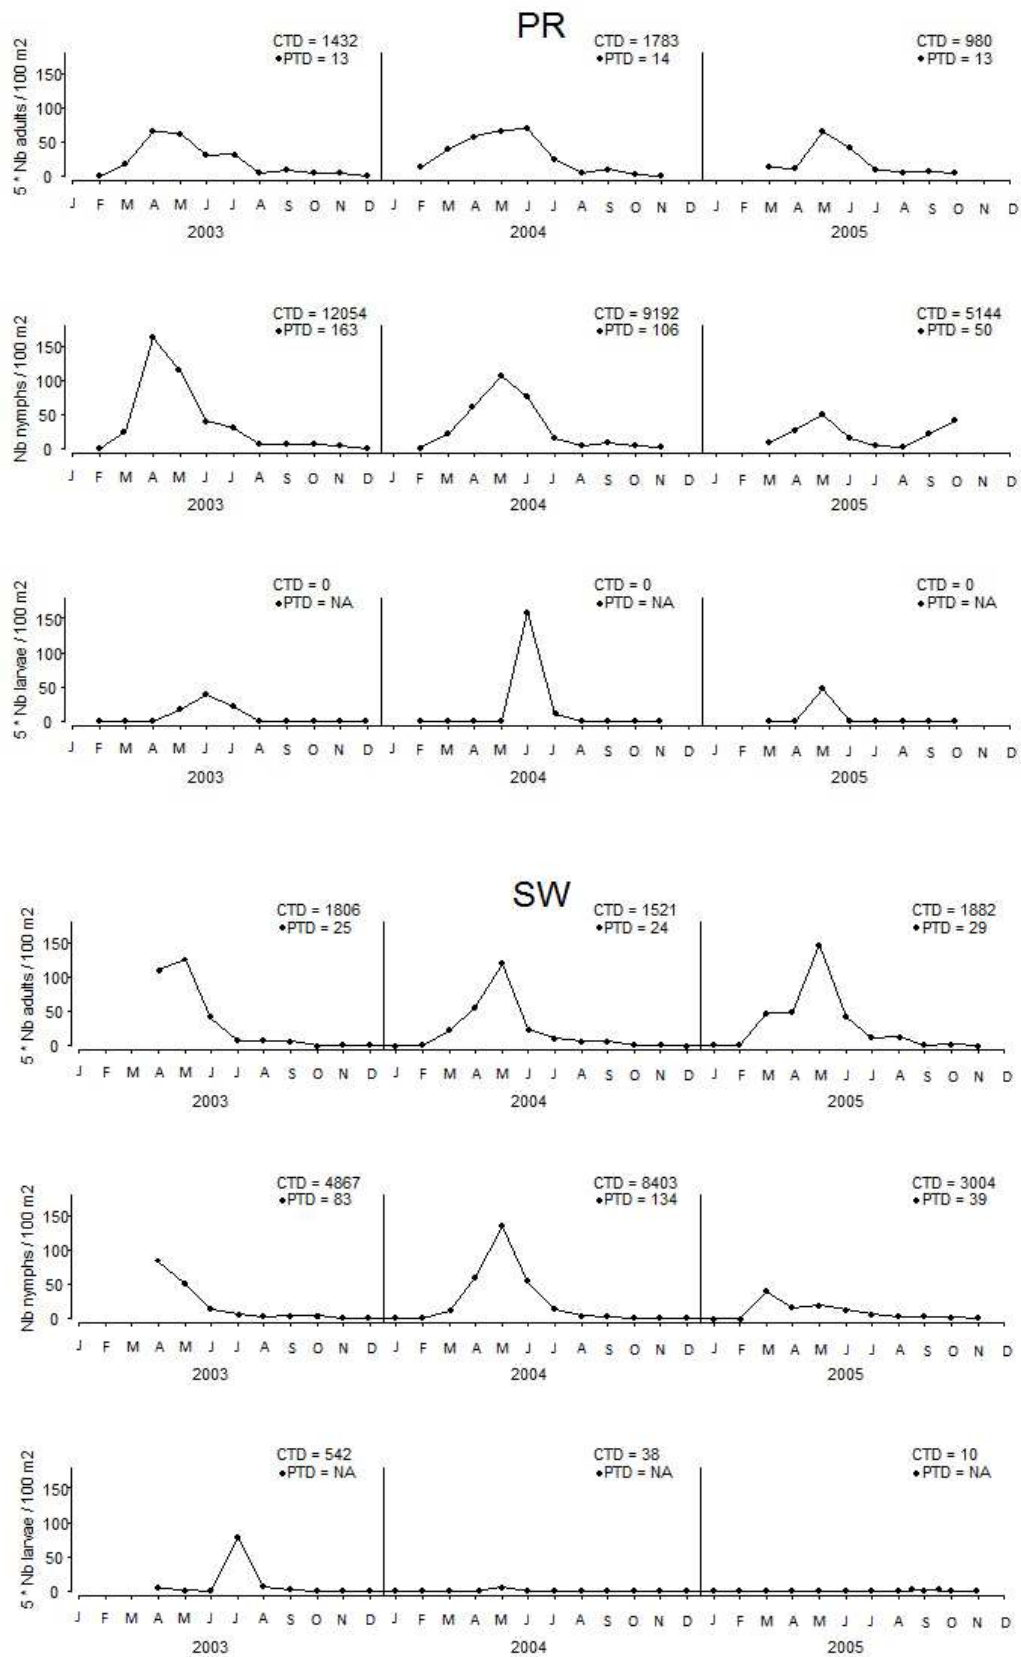 PR
CTD = 1432 CTD = 1783 CTD = 980
PTD = 13 PTD = 14 PTD = 13
5 * Nb adults / 100 m2
150
100
50
0
J F M A M J J A S O N D J F M A M J J A S O N D J F M A M J J A S O N D
2003 2004 2005
CTD = 12054 CTD = 9192 CTD = 5144
PTD = 163 PTD = 106 PTD = 50
Nb nymphs / 100 m2
150
100
50
0
J F M A M J J A S O N D J F M A M J J A S O N D J F M A M J J A S O N D
2003 2004 2005
CTD = 0 CTD = 0 CTD = 0
PTD = NA PTD = NA PTD = NA
5 * Nb larvae / 100 m2
150
100
50
0
J F M A M J J A S O N D J F M A M J J A S O N D J F M A M J J A S O N D
2003 2004 2005
SW
CTD = 1806 CTD = 1521 CTD = 1882
PTD = 25 PTD = 24 PTD = 29
5 * Nb adults / 100 m2
150
100
50
0
J F M A M J J A S O N D J F M A M J J A S O N D J F M A M J J A S O N D
2003 2004 2005
CTD = 4867 CTD = 8403 CTD = 3004
PTD = 83 PTD = 134 PTD = 39
Nb nymphs / 100 m2
150
100
50
0
J F M A M J J A S O N D J F M A M J J A S O N D J F M A M J J A S O N D
2003 2004 2005
CTD = 542 CTD = 38 CTD = 10
PTD = NA PTD = NA PTD = NA
5 * Nb larvae / 100 m2
150
100
50
0
J F M A M J J A S O N D J F M A M J J A S O N D J F M A M J J A S O N D
2003 2004 2005